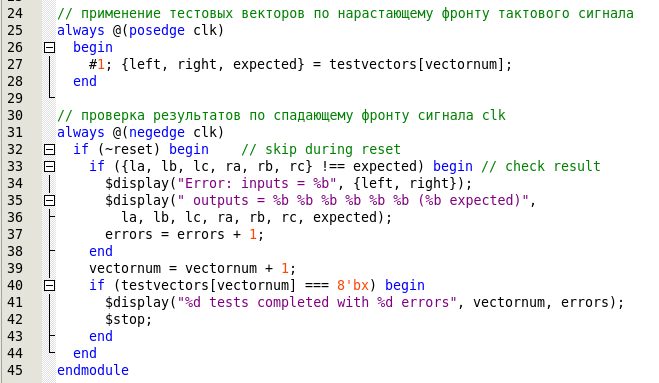 24 // применение тестовых векторов по нарастающему фронту тактового сигнала
25 always @(posedge clk)
26 begin
27 #1; {left, right, expected} = testvectors[vectornum];
28 end
29
30 // проверка результатов по спадающему фронту сигнала clk
31 always @(negedge clk)
32 if (~reset) begin // skip during reset
33 if ({la, lb, lc, ra, rb, rc} !== expected) begin // check result
34 $display("Error: inputs = %b", {left, right});
35 $display(" outputs = %b %b %b %b %b %b (%b expected)",
36 la, lb, lc, ra, rb, rc, expected);
37 errors = errors + 1;
38 end
39 vectornum = vectornum + 1;
40 if (testvectors[vectornum] === 8'bx) begin
41 $display("%d tests completed with %d errors", vectornum, errors);
42 $stop;
43 end
44 end
45 endmodule